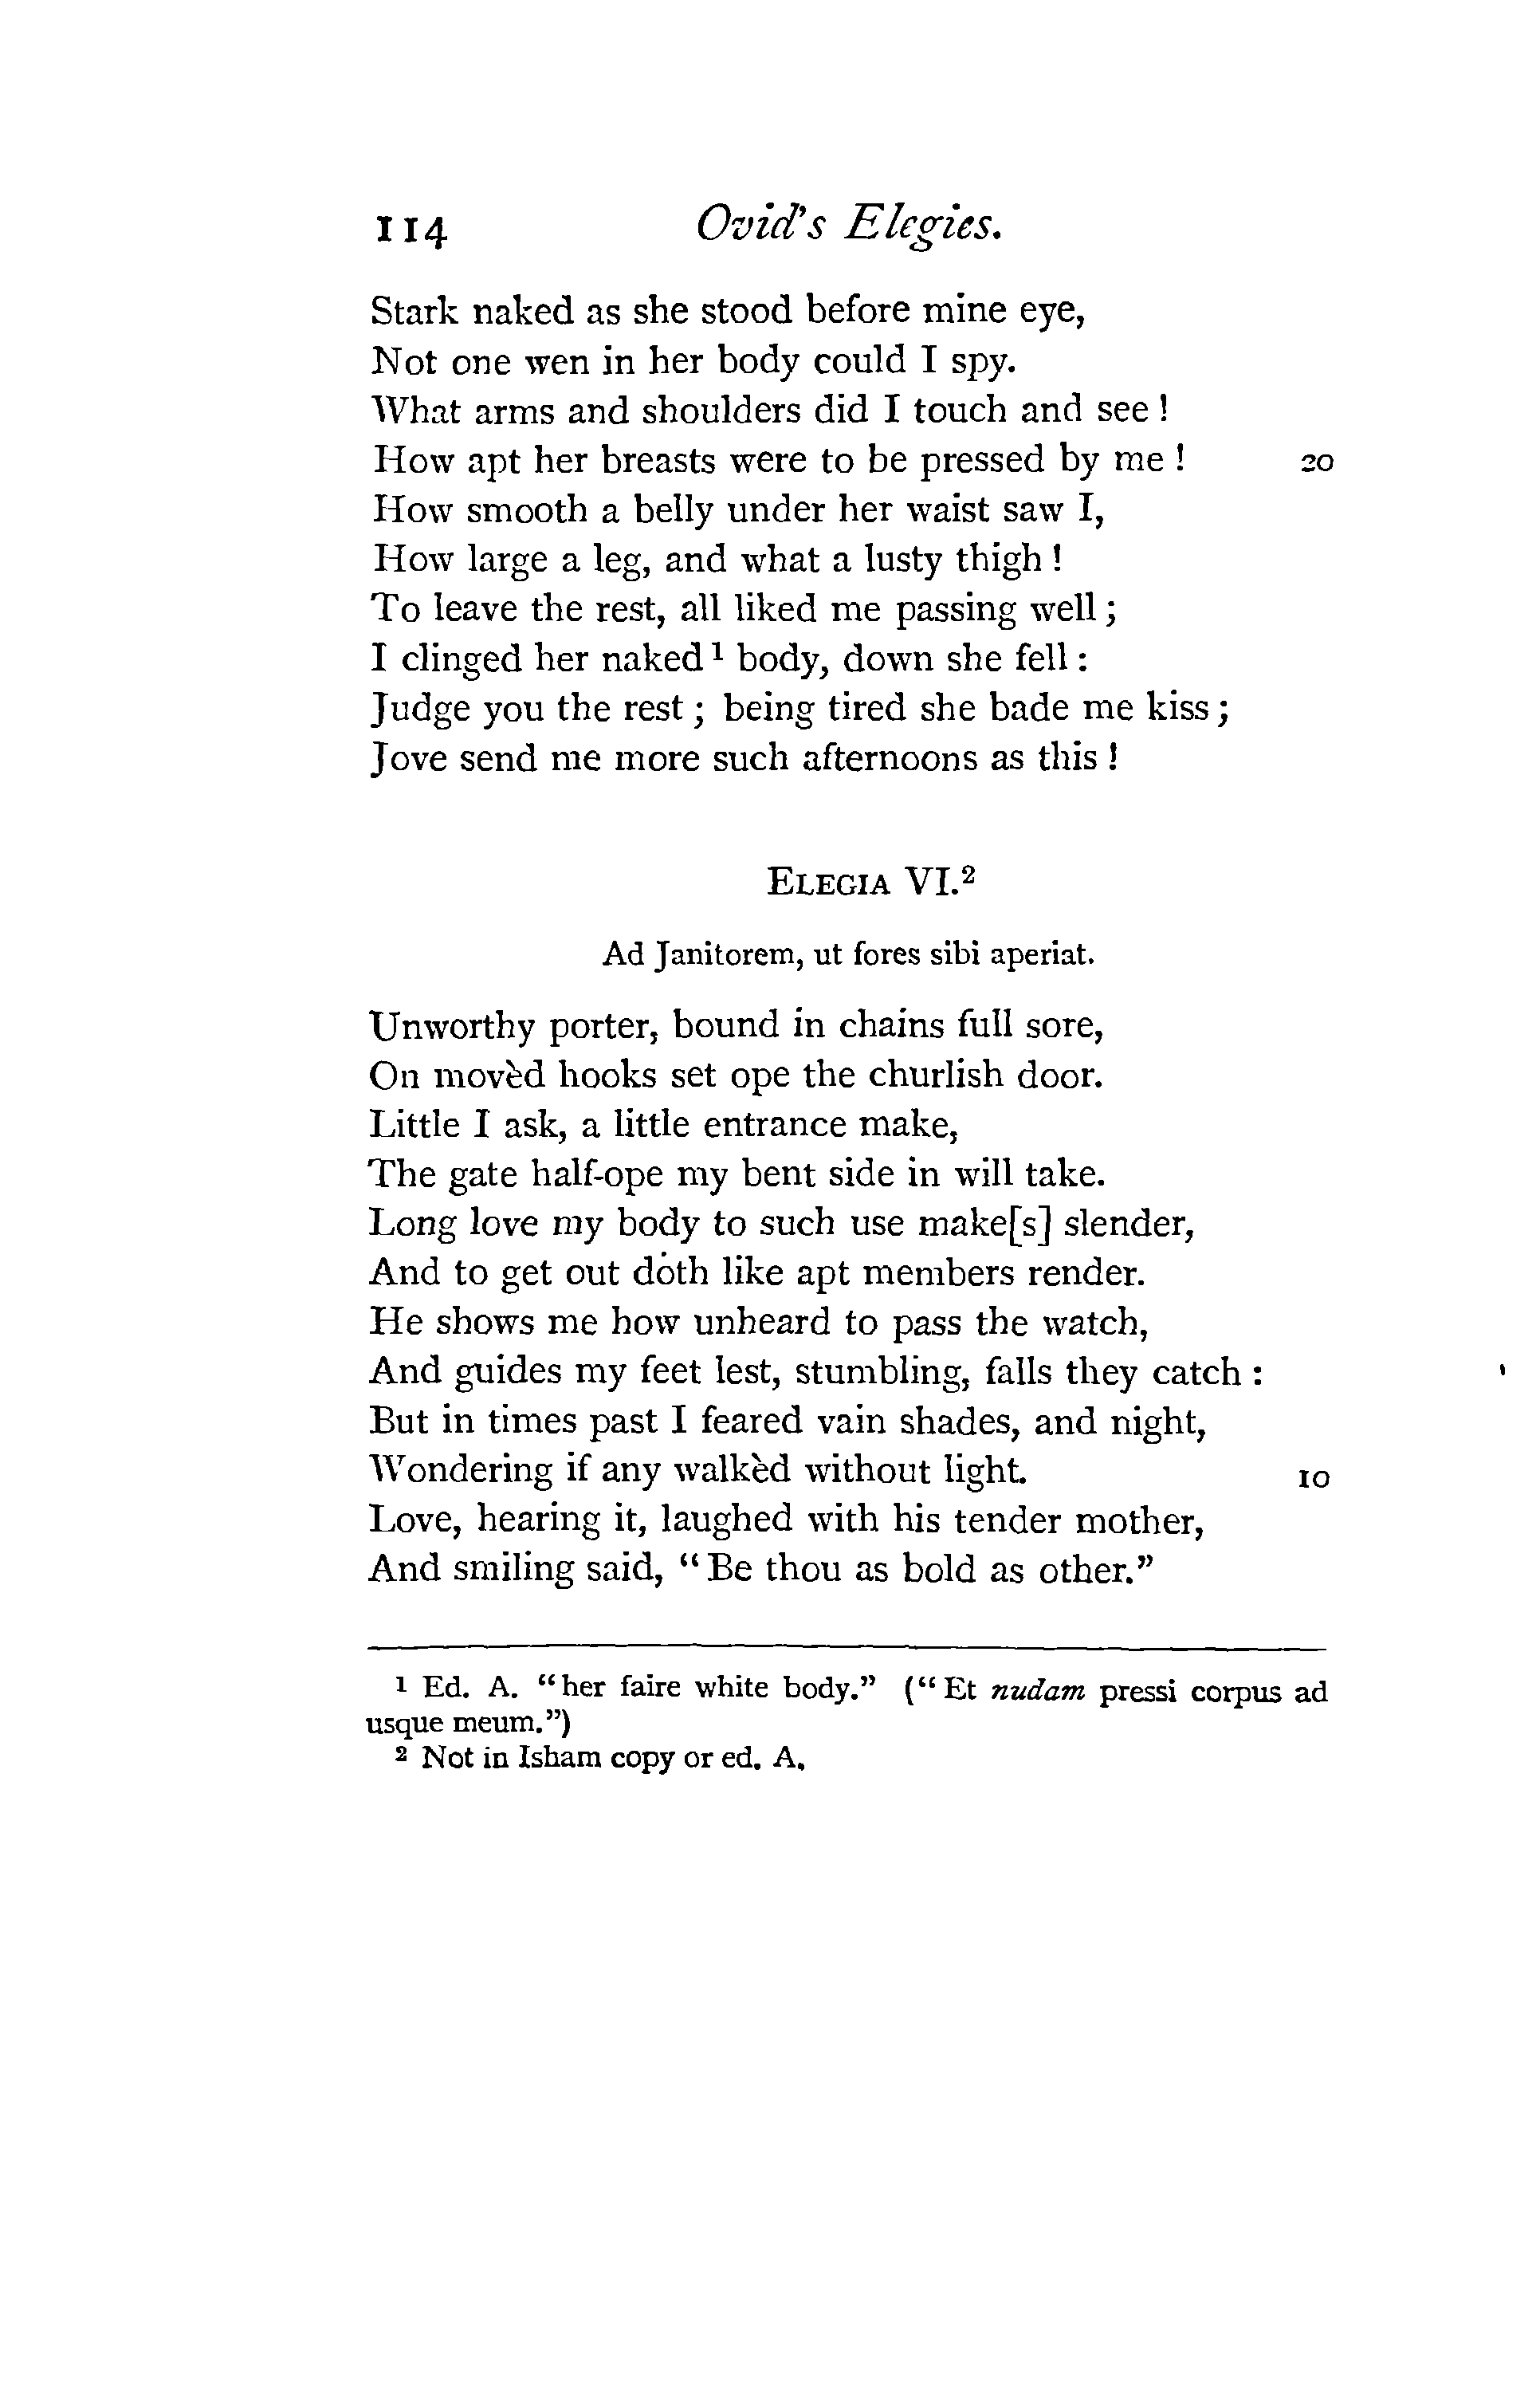 114 Ovid's Elegies.
Stark naked as she stood before mine eye,
Not one wen in her body could I spy.
What arms and shoulders did I touch and see !
How apt her breasts were to be pressed by me ! 20
How smooth a belly under her waist saw I,
How large a leg, and what a lusty thigh !
To leave the rest, all liked me passing well ;
I clinged her naked ¹ body, down she fell :
Judge you the rest ; being tired she bade me kiss ;
Jove send me more such afternoons as this !
ELEGIA VI.²
Ad Janitorem, ut fores sibi aperiat.
Unworthy porter, bound in chains full sore,
On movèd hooks set ope the churlish door.
Little I ask, a little entrance make,
The gate half-ope my bent side in will take.
Long love my body to such use make[s] slender,
And to get out doth like apt members render.
He shows me how unheard to pass the watch,
And guides my feet lest, stumbling, falls they catch :
But in times past I feared vain shades, and night,
Wondering if any walkèd without light. 10
Love, hearing it, laughed with his tender mother,
And smiling said, “ Be thou as bold as other.”
¹ Ed. A. “her faire white body.” (“Et nudam pressi corpus ad
usque meum.”)
² Not in Isham copy or ed. A.